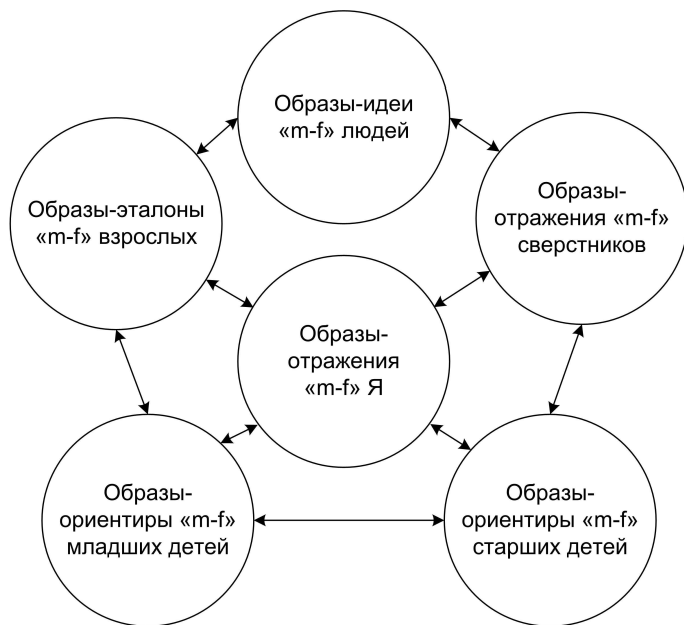 Образы-идеи
«m-f» людей
Образы-эталоны
«m-f» взрослых
Образы-
отражения «m-f»
сверстников
Образы-
отражения
«m-f» Я
Образы-
ориентиры «m-f»
младших детей
Образы-
ориентиры «m-f»
старших детей